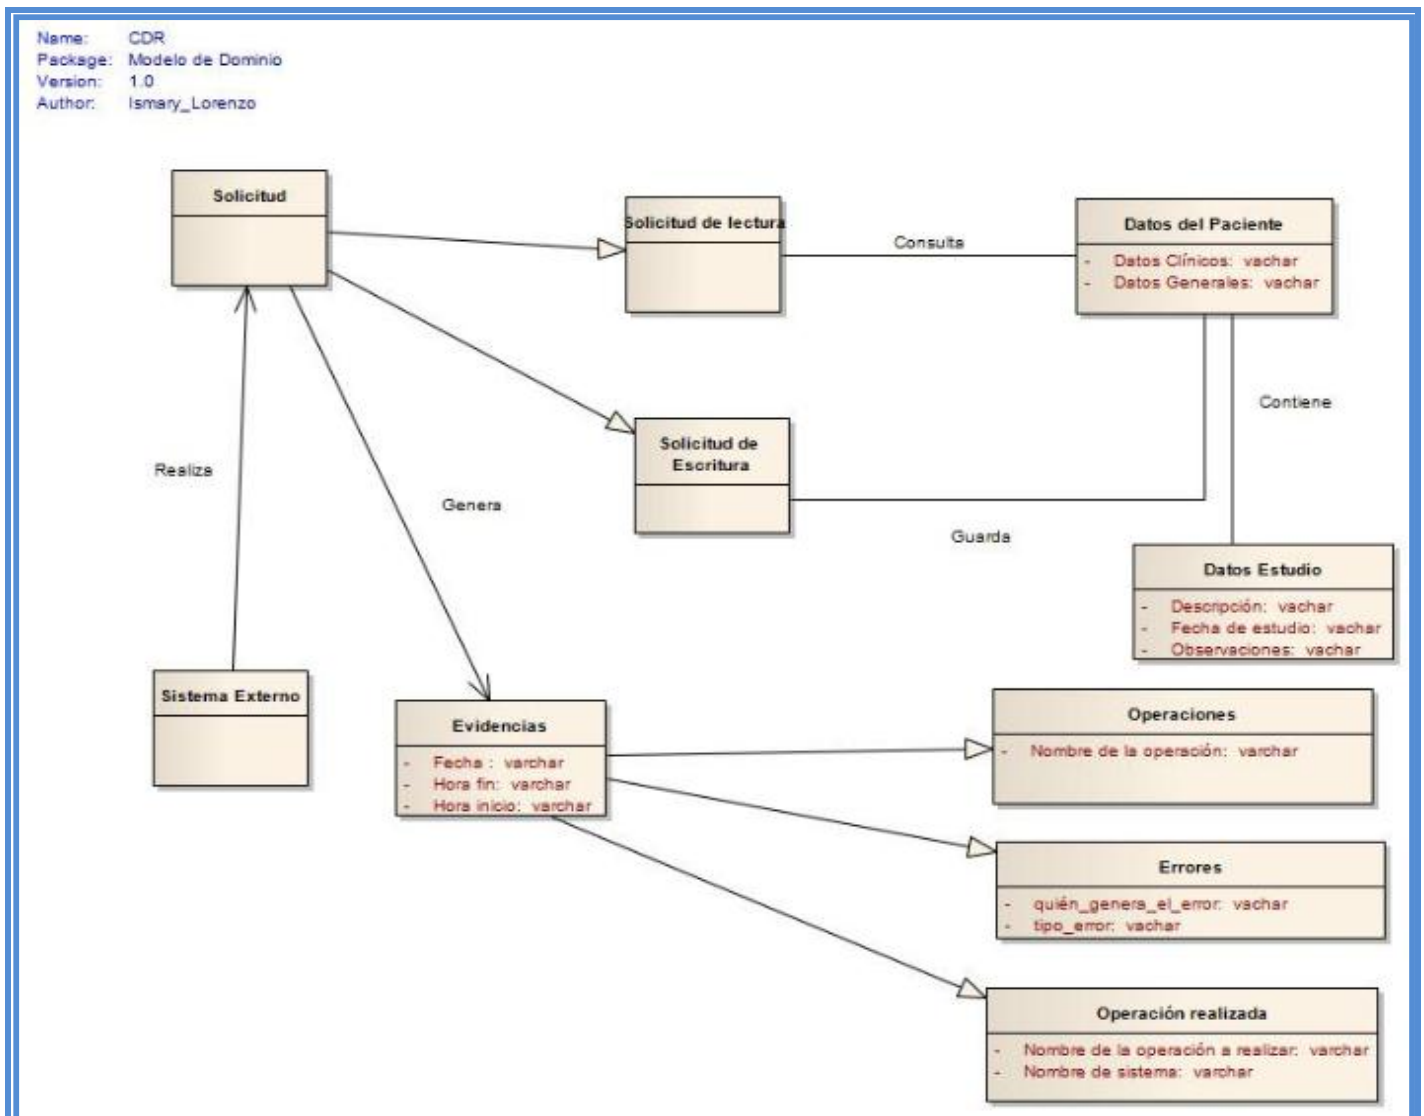 Name: CDR
Package: Modelo de Dominio
Version: 1.0
Author: Ismary_Lorenzo
Solicitud
Solicitud de lectura
Consulta
Datos del Paciente
- Datos Clínicos: vachar
- Datos Generales: vachar
Contiene
Solicitud de
Escritura
Realiza
Genera
Guarda
Datos Estudio
- Descripción: vachar
- Fecha de estudio: vachar
- Observaciones: vachar
Sistema Externo
Evidencias
- Fecha : varchar
- Hora fin: varchar
- Hora inicio: varchar
Operaciones
- Nombre de la operación: varchar
Errores
- quién_genera_el_error: vachar
- tipo_error: vachar
Operación realizada
- Nombre de la operación a realizar: varchar
- Nombre de sistema: varchar